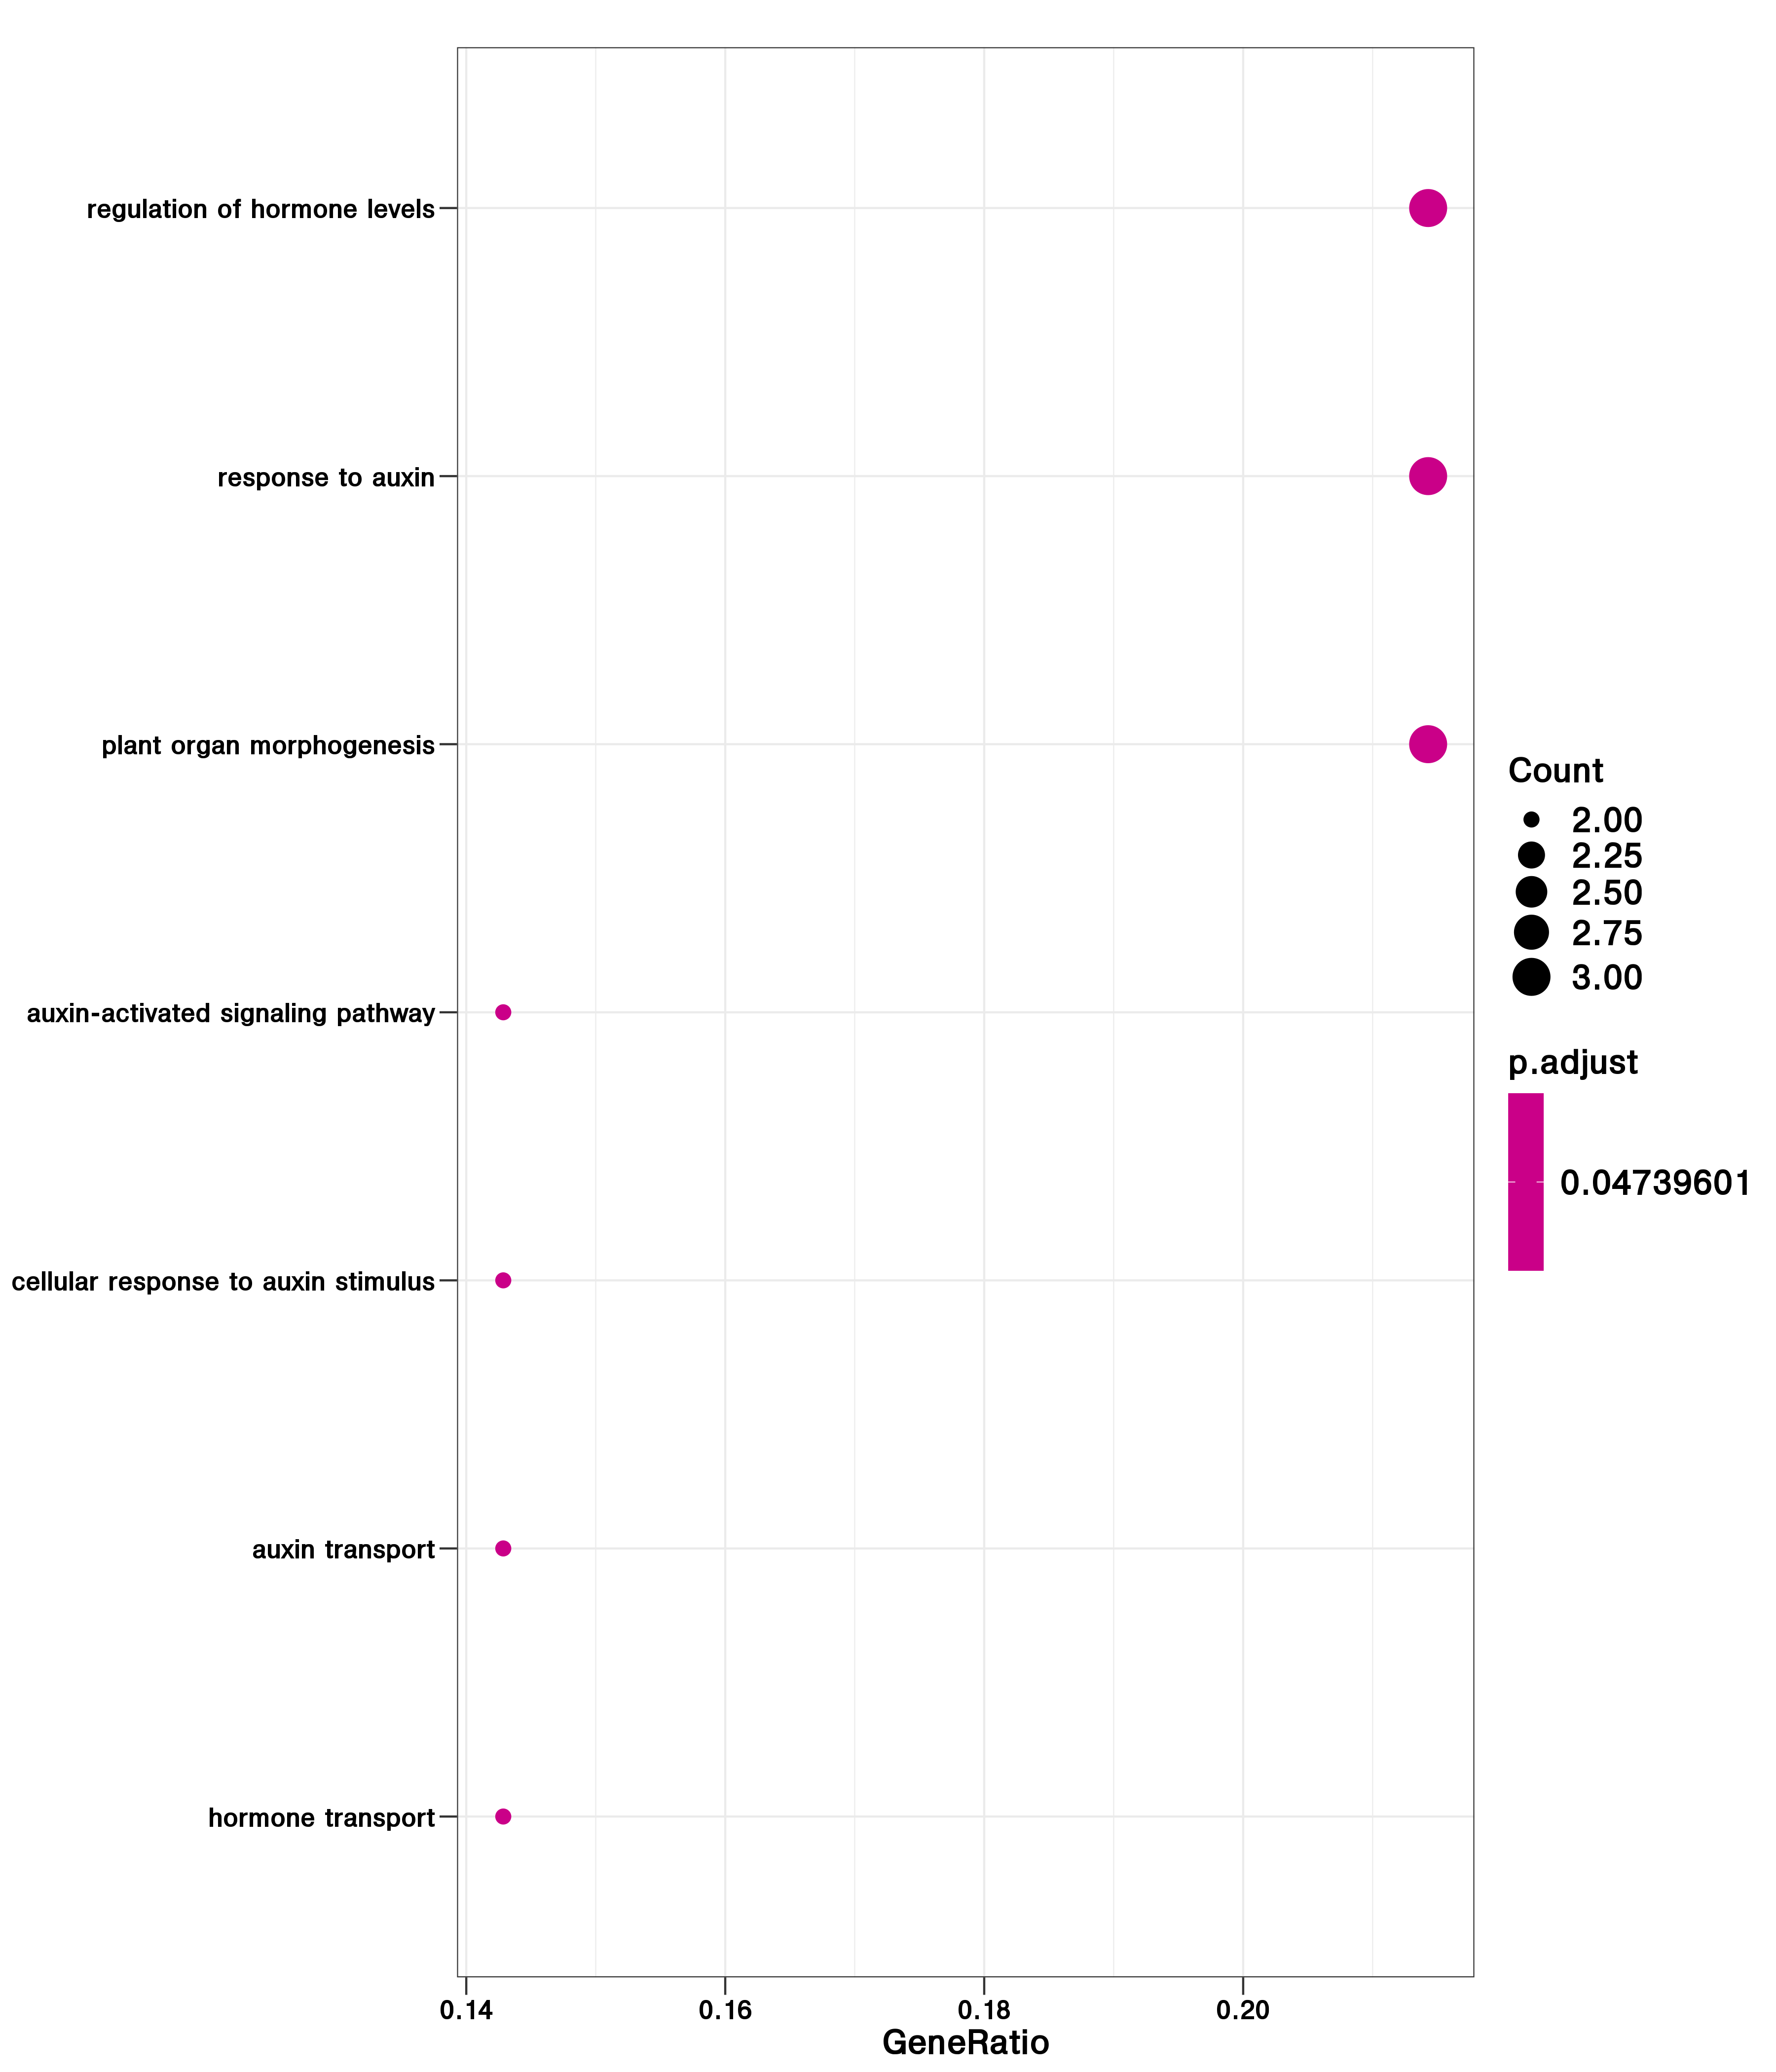 regulation of hormone levels
response to auxin
plant organ morphogenesis
auxin-activated signaling pathway
cellular response to auxin stimulus
auxin transport
hormone transport
0.14
0.16
0.18
0.20
GeneRatio
Count
2.00
2.25
2.50
2.75
3.00
p.adjust
0.04739601